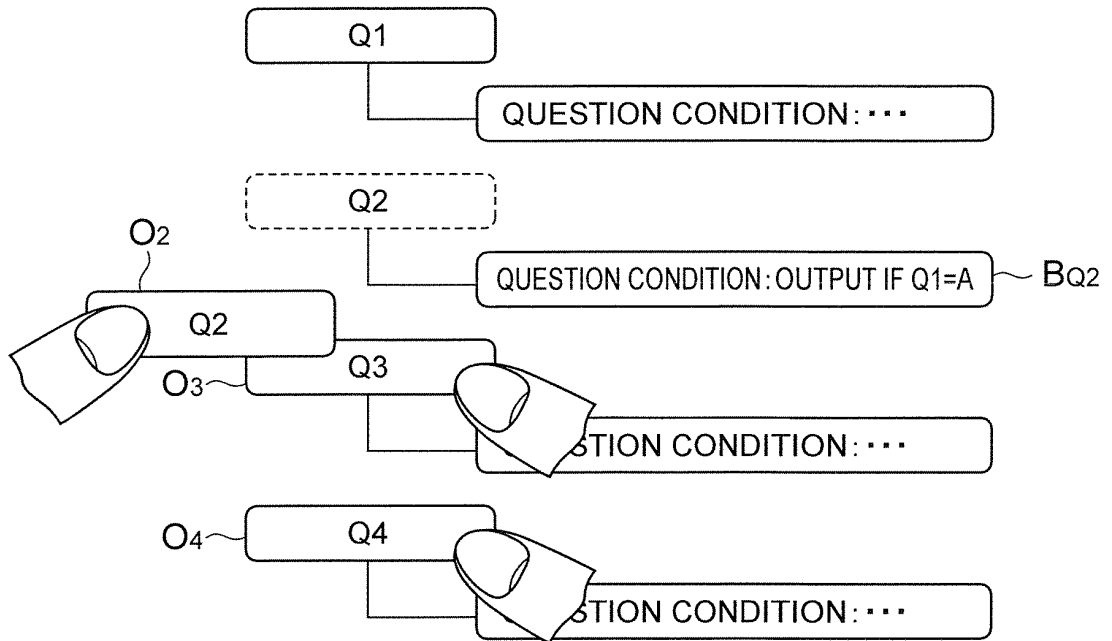 Q1
QUESTION CONDITION: ･･･
Q2
O2
QUESTION CONDITION: OUTPUT IF Q1=A
BQ2
Q2
Q3
O3
STION CONDITION: ･･･
O4
Q4
STION CONDITION: ･･･